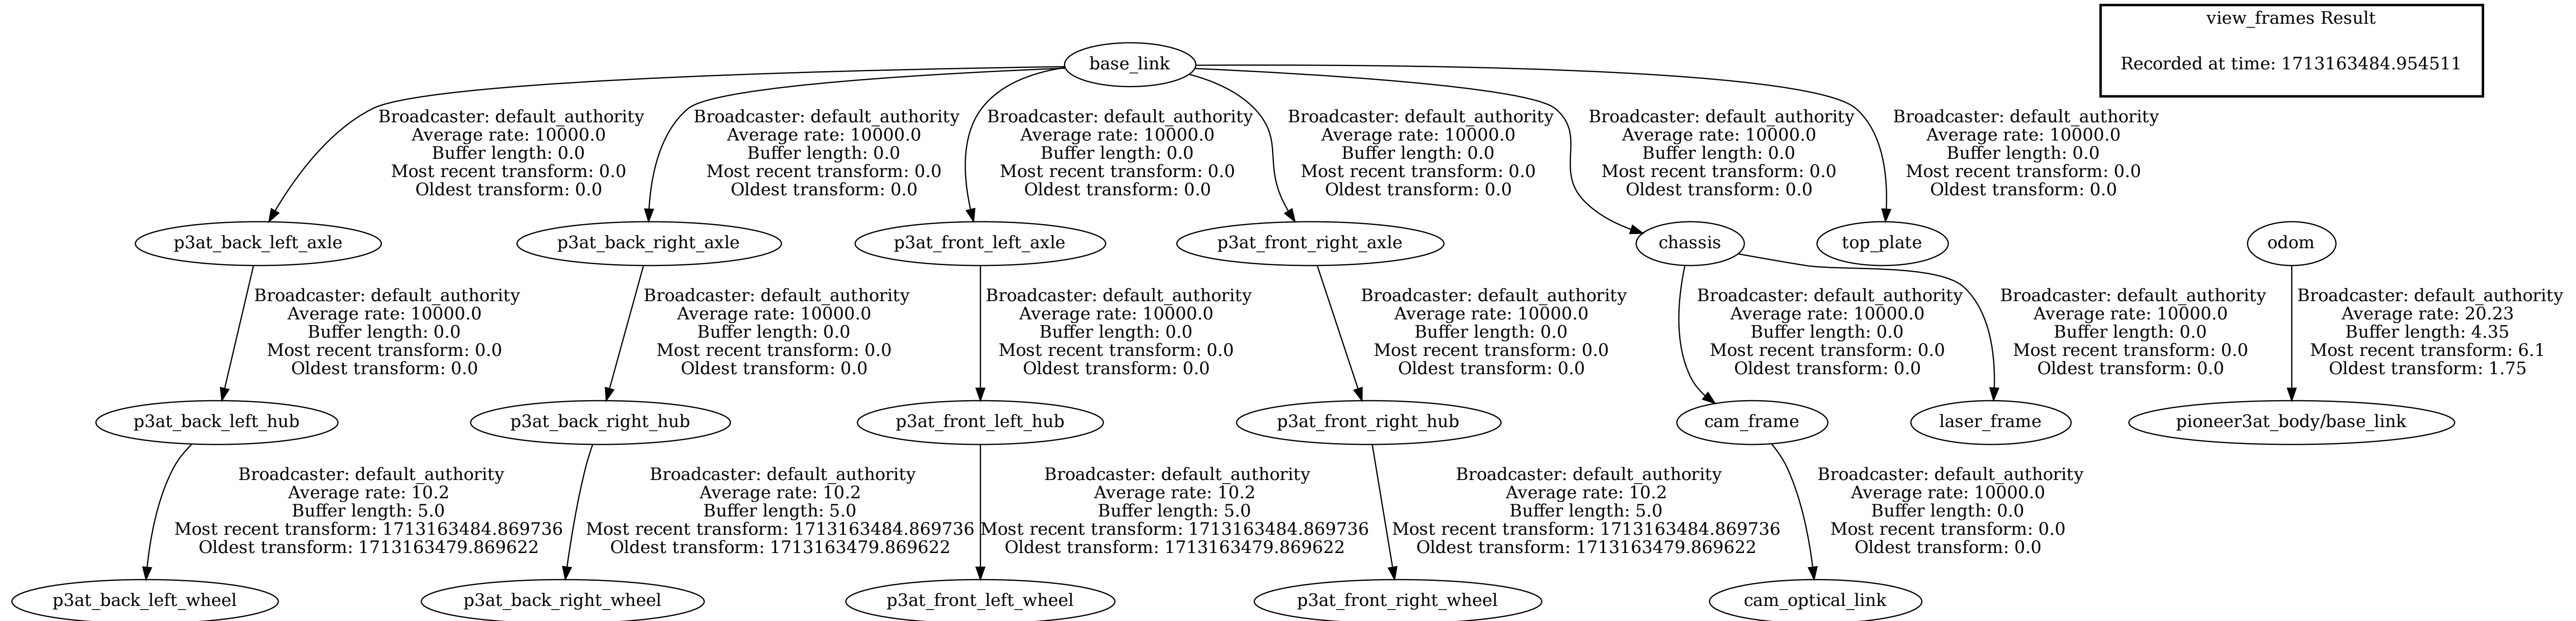 view_frames Result
Recorded at time: 1713163484.954511
base_link
Broadcaster: default_authority
Average rate: 10000.0
Buffer length: 0.0
Most recent transform: 0.0
Oldest transform: 0.0
Broadcaster: default_authority
Average rate: 10000.0
Buffer length: 0.0
Most recent transform: 0.0
Oldest transform: 0.0
Broadcaster: default_authority
Average rate: 10000.0
Buffer length: 0.0
Most recent transform: 0.0
Oldest transform: 0.0
Broadcaster: default_authority
Average rate: 10000.0
Buffer length: 0.0
Most recent transform: 0.0
Oldest transform: 0.0
Broadcaster: default_authority
Average rate: 10000.0
Buffer length: 0.0
Most recent transform: 0.0
Oldest transform: 0.0
Broadcaster: default_authority
Average rate: 10000.0
Buffer length: 0.0
Most recent transform: 0.0
Oldest transform: 0.0
p3at_back_left_axle
p3at_back_right_axle
p3at_front_left_axle
p3at_front_right_axle
chassis
top_plate
odom
Broadcaster: default_authority
Average rate: 10000.0
Buffer length: 0.0
Most recent transform: 0.0
Oldest transform: 0.0
Broadcaster: default_authority
Average rate: 10000.0
Buffer length: 0.0
Most recent transform: 0.0
Oldest transform: 0.0
Broadcaster: default_authority
Average rate: 10000.0
Buffer length: 0.0
Most recent transform: 0.0
Oldest transform: 0.0
Broadcaster: default_authority
Average rate: 10000.0
Buffer length: 0.0
Most recent transform: 0.0
Oldest transform: 0.0
Broadcaster: default_authority
Average rate: 10000.0
Buffer length: 0.0
Most recent transform: 0.0
Oldest transform: 0.0
Broadcaster: default_authority
Average rate: 10000.0
Buffer length: 0.0
Most recent transform: 0.0
Oldest transform: 0.0
Broadcaster: default_authority
Average rate: 20.23
Buffer length: 4.35
Most recent transform: 6.1
Oldest transform: 1.75
p3at_back_left_hub
p3at_back_right_hub
p3at_front_left_hub
p3at_front_right_hub
cam_frame
laser_frame
pioneer3at_body/base_link
Broadcaster: default_authority
Average rate: 10.2
Buffer length: 5.0
Most recent transform: 1713163484.869736
Oldest transform: 1713163479.869622
Broadcaster: default_authority
Average rate: 10.2
Buffer length: 5.0
Most recent transform: 1713163484.869736
Oldest transform: 1713163479.869622
Broadcaster: default_authority
Average rate: 10.2
Buffer length: 5.0
Most recent transform: 1713163484.869736
Oldest transform: 1713163479.869622
Broadcaster: default_authority
Average rate: 10.2
Buffer length: 5.0
Most recent transform: 1713163484.869736
Oldest transform: 1713163479.869622
Broadcaster: default_authority
Average rate: 10000.0
Buffer length: 0.0
Most recent transform: 0.0
Oldest transform: 0.0
p3at_back_left_wheel
p3at_back_right_wheel
p3at_front_left_wheel
p3at_front_right_wheel
cam_optical_link